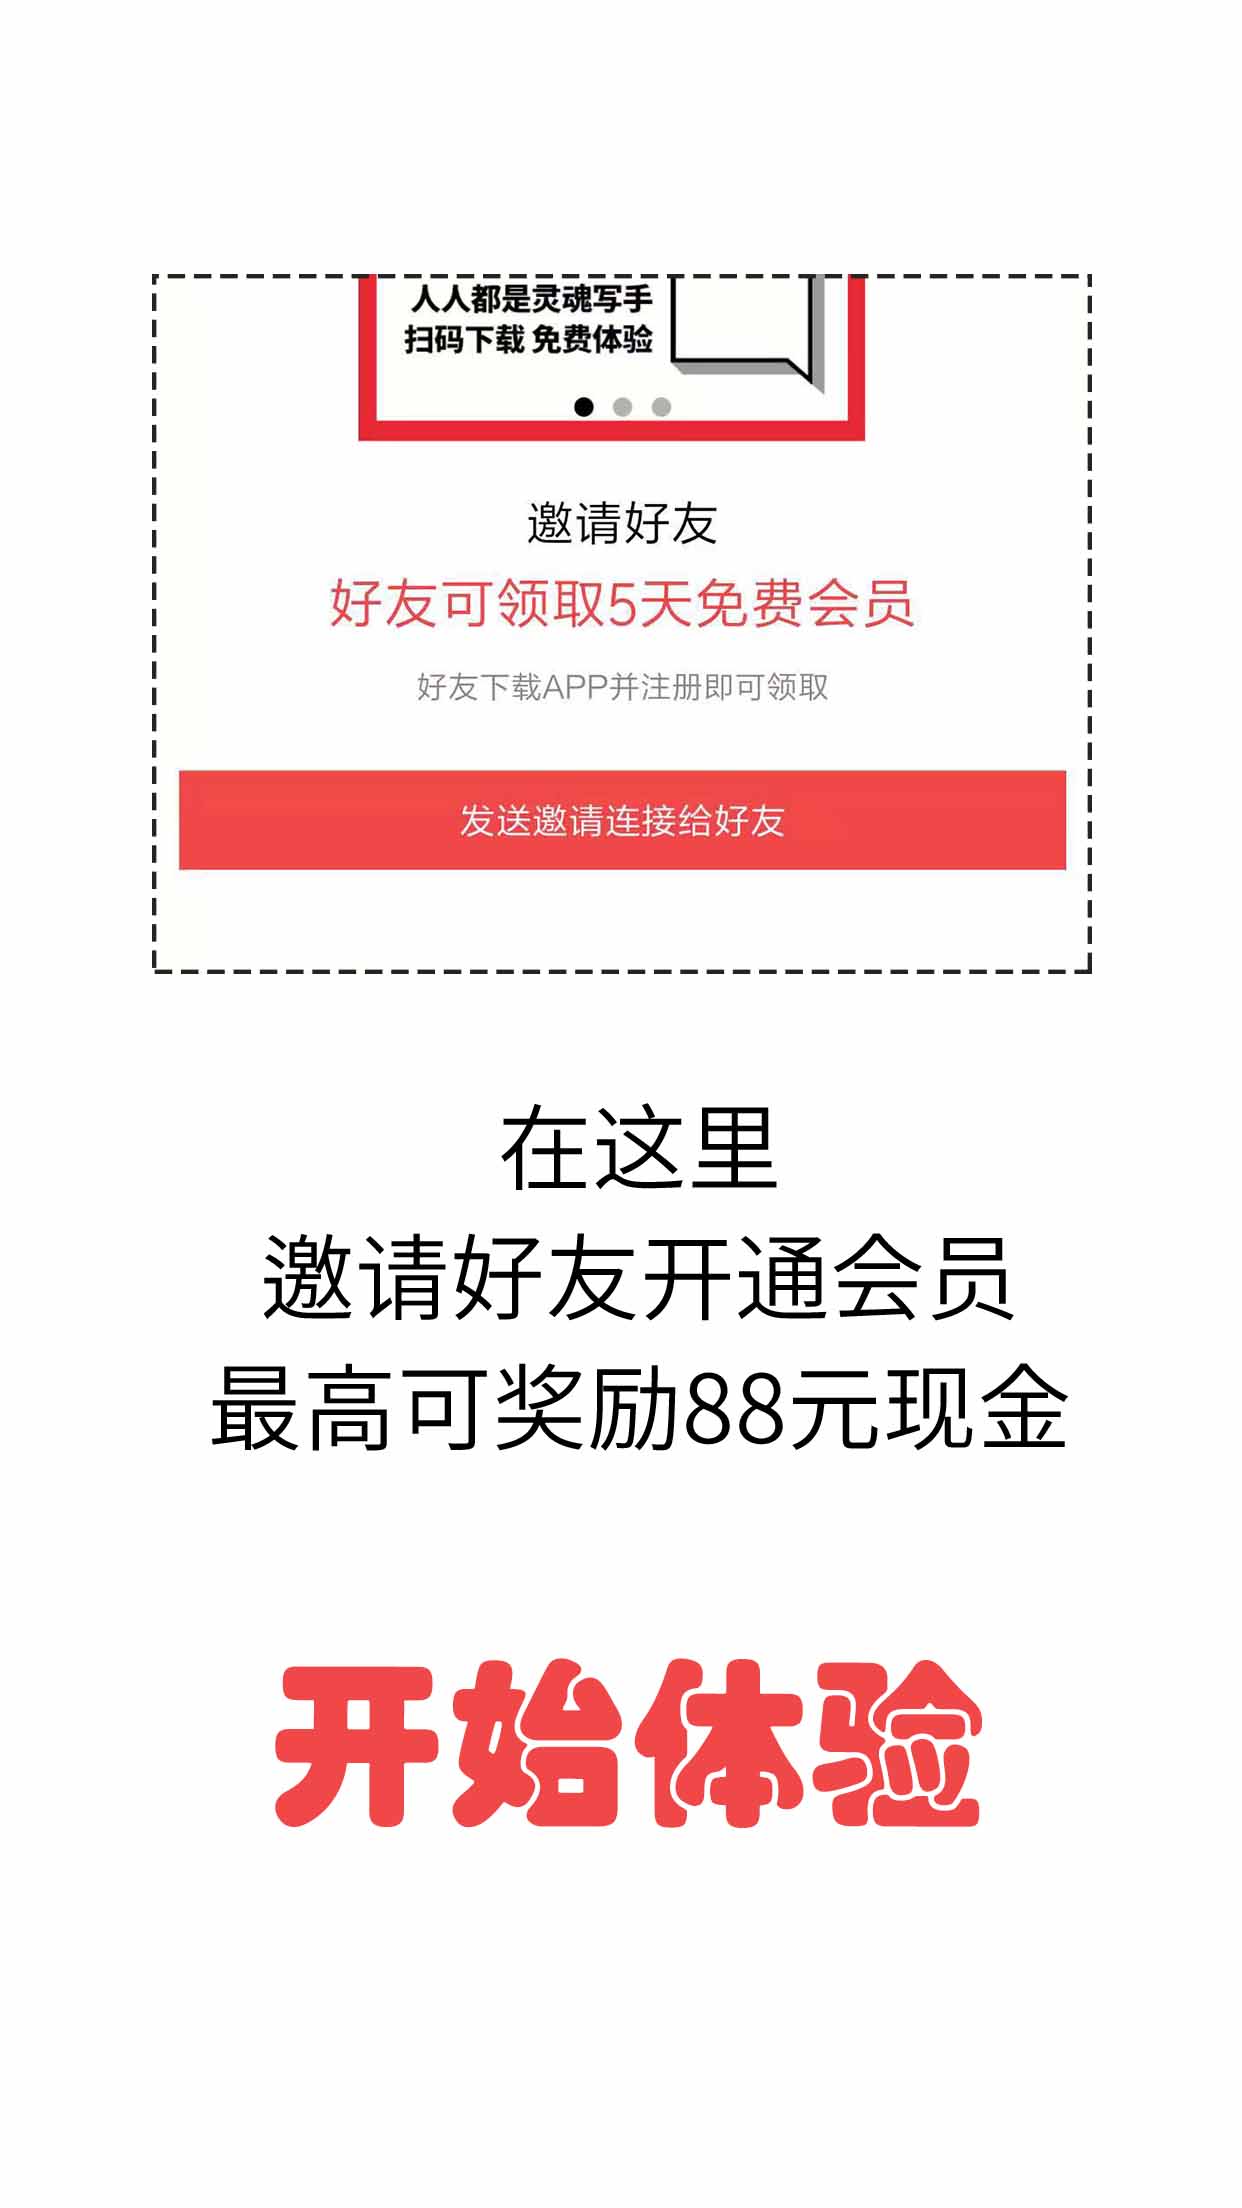 人人都是灵魂写手
扫码下载 免费体验
邀请好友
好友可领取5天免费会员
好友下载APP并注册即可领取
发送邀请连接给好友
在这里
邀请好友开通会员
最高可奖励88元现金
开始体验